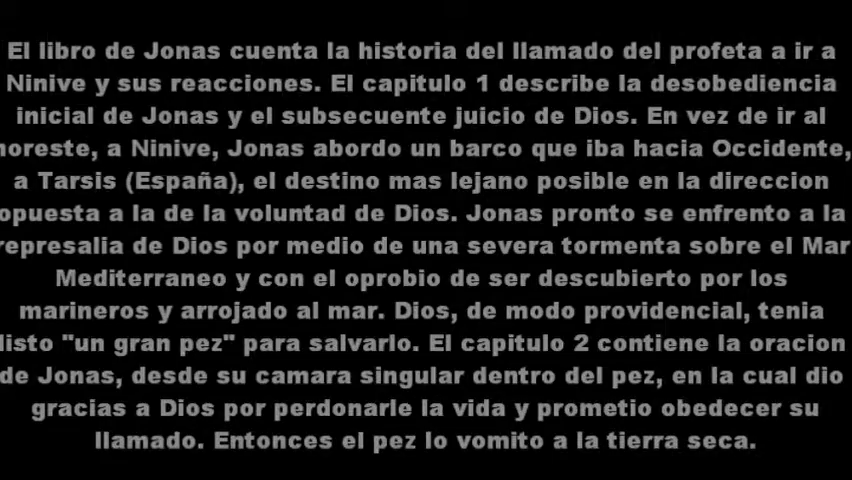 El libro de Jonas cuenta la historia del llamado del profeta a ir a
Ninive y sus reacciones. El capitulo 1 describe la desobediencia
inicial de Jonas y el subsecuente juicio de Dios. En vez de ir al
noreste, a Ninive, Jonas abordo un barco que iba hacia Occidente,
a Tarsis (España), el destino mas lejano posible en la direccion
opuesta a la de la voluntad de Dios. Jonas pronto se enfrento a la
represalia de Dios por medio de una severa tormenta sobre el Mar
Mediterraneo y con el oprobio de ser descubierto por los
marineros y arrojado al mar. Dios, de modo providencial, tenia
listo "un gran pez" para salvarlo. El capitulo 2 contiene la oracion
de Jonas, desde su camara singular dentro del pez, en la cual dio
gracias a Dios por perdonarle la vida y prometio obedecer su
llamado. Entonces el pez lo vomito a la tierra seca.